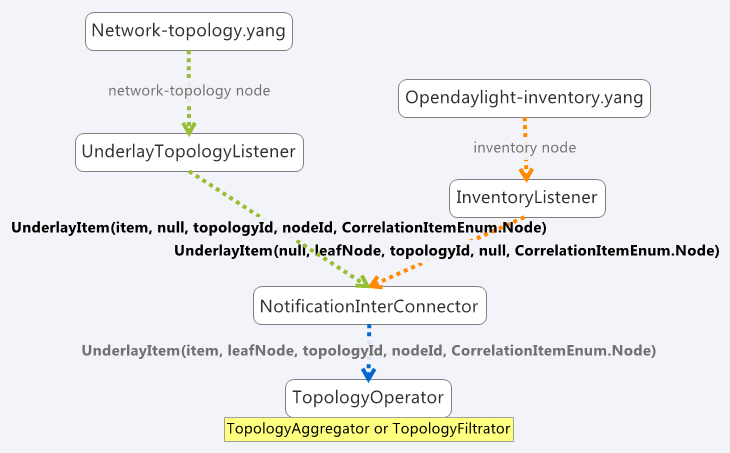 Network-topology.yang
network-topology node
Opendaylight-inventory.yang
UnderlayTopologyListener
inventory node
InventoryListener
UnderlayItem(item, null, topologyId, nodeId, CorrelationItemEnum.Node)
UnderlayItem(null, leafNode, topologyId, null, CorrelationItemEnum.Node)
NotificationInterConnector
UnderlayItem(item, leafNode, topologyId, nodeId, CorrelationItemEnum.Node)
TopologyOperator
TopologyAggregator or TopologyFiltrator